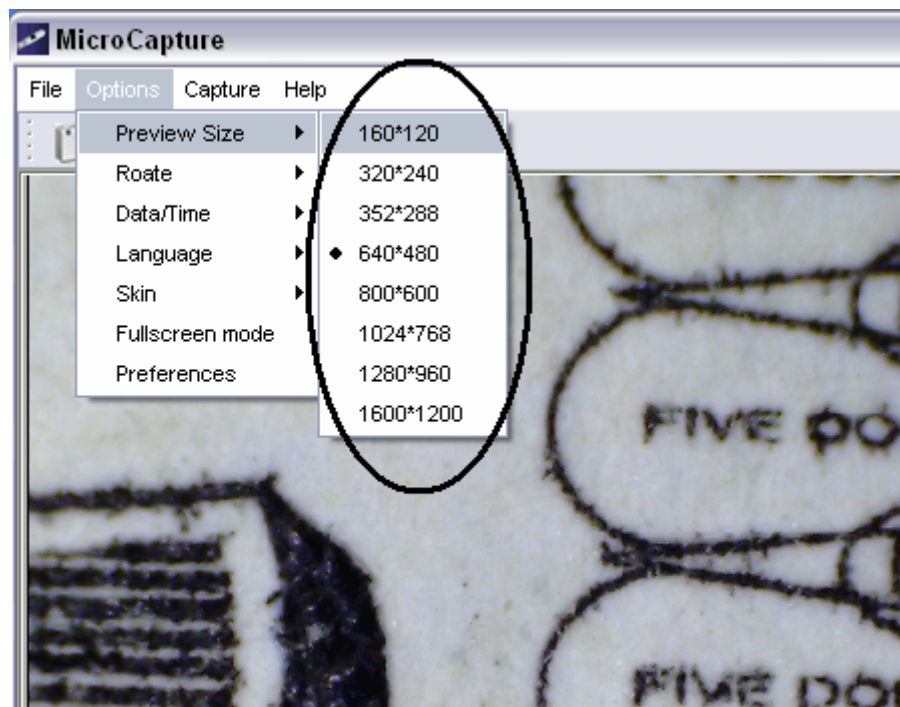 MicroCapture
File Options Capture Help
Preview Size
Roate
Data/Time
Language
Skin
Fullscreen mode
Preferences
160*120
320*240
352*288
640*480
800*600
1024*768
1280*960
1600*1200
FIVE DO
FIVE DO